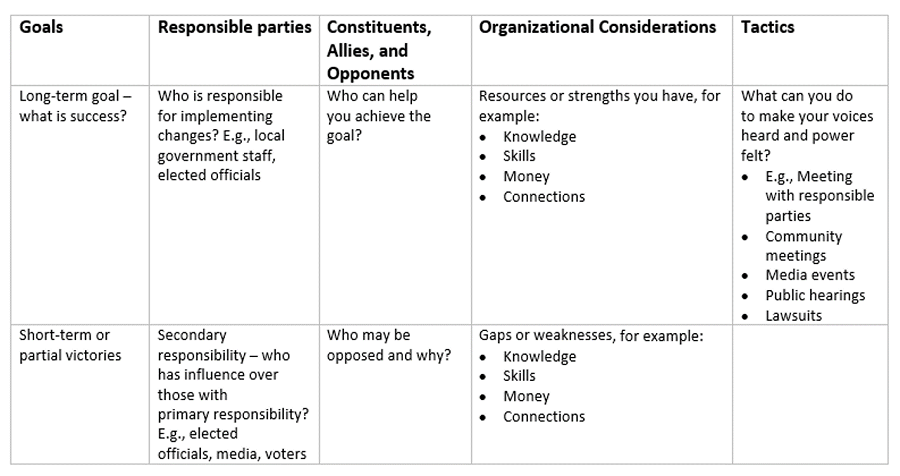 Goals
Responsible parties
Constituents,
Allies, and
Opponents
Organizational Considerations
Tactics
Long-term goal –
what is success?
Who is responsible
for implementing
changes? E.g., local
government staff,
elected officials
Who can help
you achieve the
goal?
Resources or strengths you have, for
example:
• Knowledge
• Skills
• Money
• Connections
What can you do
to make your voices
heard and power
felt?
• E.g., Meeting
with responsible
parties
• Community
meetings
• Media events
• Public hearings
• Lawsuits
Short-term or
partial victories
Secondary
responsibility – who
has influence over
those with
primary responsibility?
E.g., elected
officials, media, voters
Who may be
opposed and why?
Gaps or weaknesses, for example:
• Knowledge
• Skills
• Money
• Connections